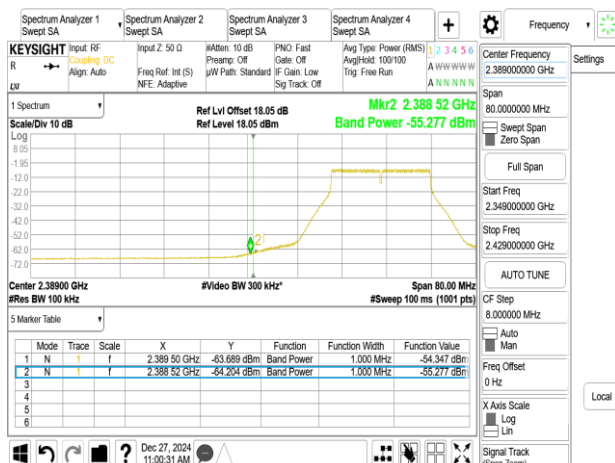 Spectrum Analyzer 1
Swept SA
Spectrum Analyzer 2
Swept SA
Spectrum Analyzer 3
Swept SA
Spectrum Analyzer 4
Swept SA
+
Frequency
KEYSIGHT
R
LXI
Input: RF
Coupling: DC
Align: Auto
Input Z: 50 Ω
Freq Ref: Int (S)
NFE: Adaptive
#Atten: 10 dB
Preamp: Off
µW Path: Standard
PNO: Fast
Gate: Off
IF Gain: Low
Sig Track: Off
Avg Type: Power (RMS)
Avg|Hold: 100/100
Trig: Free Run
1 2 3 4 5 6
A W W W W W
A N N N N N
1 Spectrum
Scale/Div 10 dB
Log
Ref Lvl Offset 18.05 dB
Ref Level 18.05 dBm
Mkr2 2.388 52 GHz
Band Power -55.277 dBm
8.05
-1.95
-12.0
-22.0
-32.0
-42.0
-52.0
-62.0
-72.0
2
Center 2.38900 GHz
#Res BW 100 kHz
#Video BW 300 kHz*
Span 80.00 MHz
#Sweep 100 ms (1001 pts)
5 Marker Table
Mode Trace Scale X Y Function Function Width Function Value
1 N 1 f 2.389 50 GHz -63.689 dBm Band Power 1.000 MHz -54.347 dBm
2 N 1 f 2.388 52 GHz -64.204 dBm Band Power 1.000 MHz -55.277 dBm
3
4
5
6
?
Dec 27, 2024
11:00:31 AM
Center Frequency
2.389000000 GHz
Span
80.0000000 MHz
Swept Span
Zero Span
Full Span
Start Freq
2.349000000 GHz
Stop Freq
2.429000000 GHz
AUTO TUNE
CF Step
8.000000 MHz
Auto
Man
Freq Offset
0 Hz
X Axis Scale
Log
Lin
Signal Track
(Span Zoom)
Settings
Local